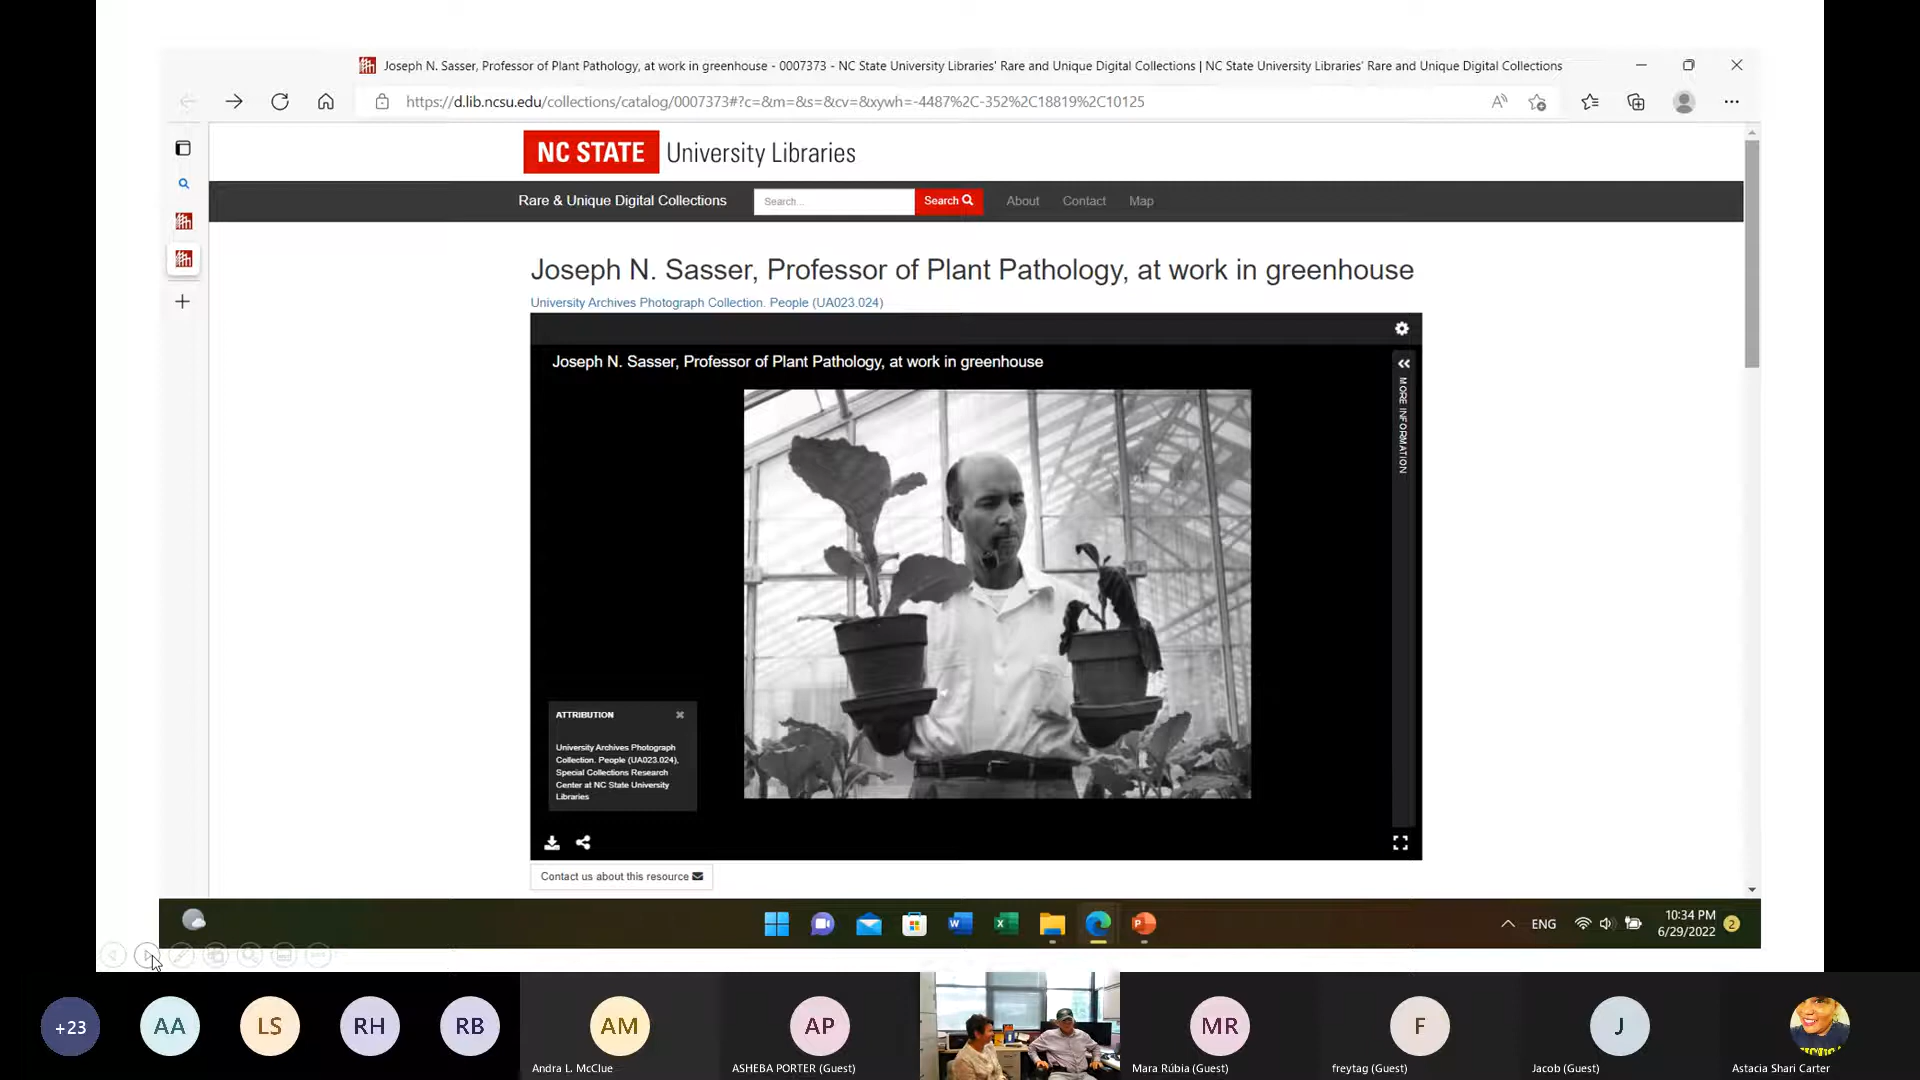 Joseph N. Sasser, Professor of Plant Pathology, at work in greenhouse - 0007373 - NC State University Libraries' Rare and Unique Digital Collections | NC State University Libraries' Rare and Unique Digital Collections
https://d.lib.ncsu.edu/collections/catalog/0007373#?c=&m=&s=&cv=&xywh=-4487%2C-352%2C18819%2C10125
NC STATE University Libraries
Rare & Unique Digital Collections
Search...
Search
About
Contact
Map
Joseph N. Sasser, Professor of Plant Pathology, at work in greenhouse
University Archives Photograph Collection. People (UA023.024)
Joseph N. Sasser, Professor of Plant Pathology, at work in greenhouse
MORE INFORMATION
ATTRIBUTION
University Archives Photograph
Collection. People (UA023.024),
Special Collections Research
Center at NC State University
Libraries
Contact us about this resource
ENG
10:34 PM
6/29/2022
2
+23
AA
LS
RH
RB
AM
AP
MR
F
J
Andra L. McClue
ASHEBA PORTER (Guest)
Mara Rúbia (Guest)
freytag (Guest)
Jacob (Guest)
Astacia Shari Carter